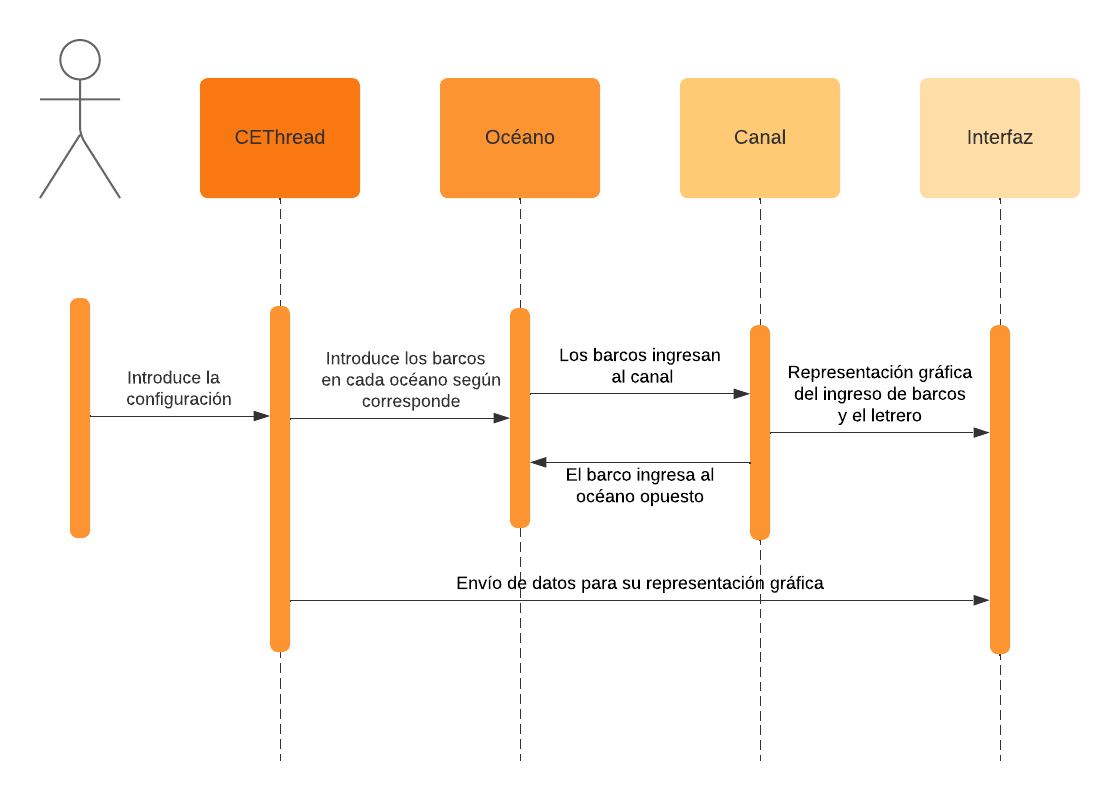 CEThread
Océano
Canal
Interfaz
Introduce la
configuración
Introduce los barcos
en cada océano según
corresponde
Los barcos ingresan
al canal
Representación gráfica
del ingreso de barcos
y el letrero
El barco ingresa al
océano opuesto
Envío de datos para su representación gráfica